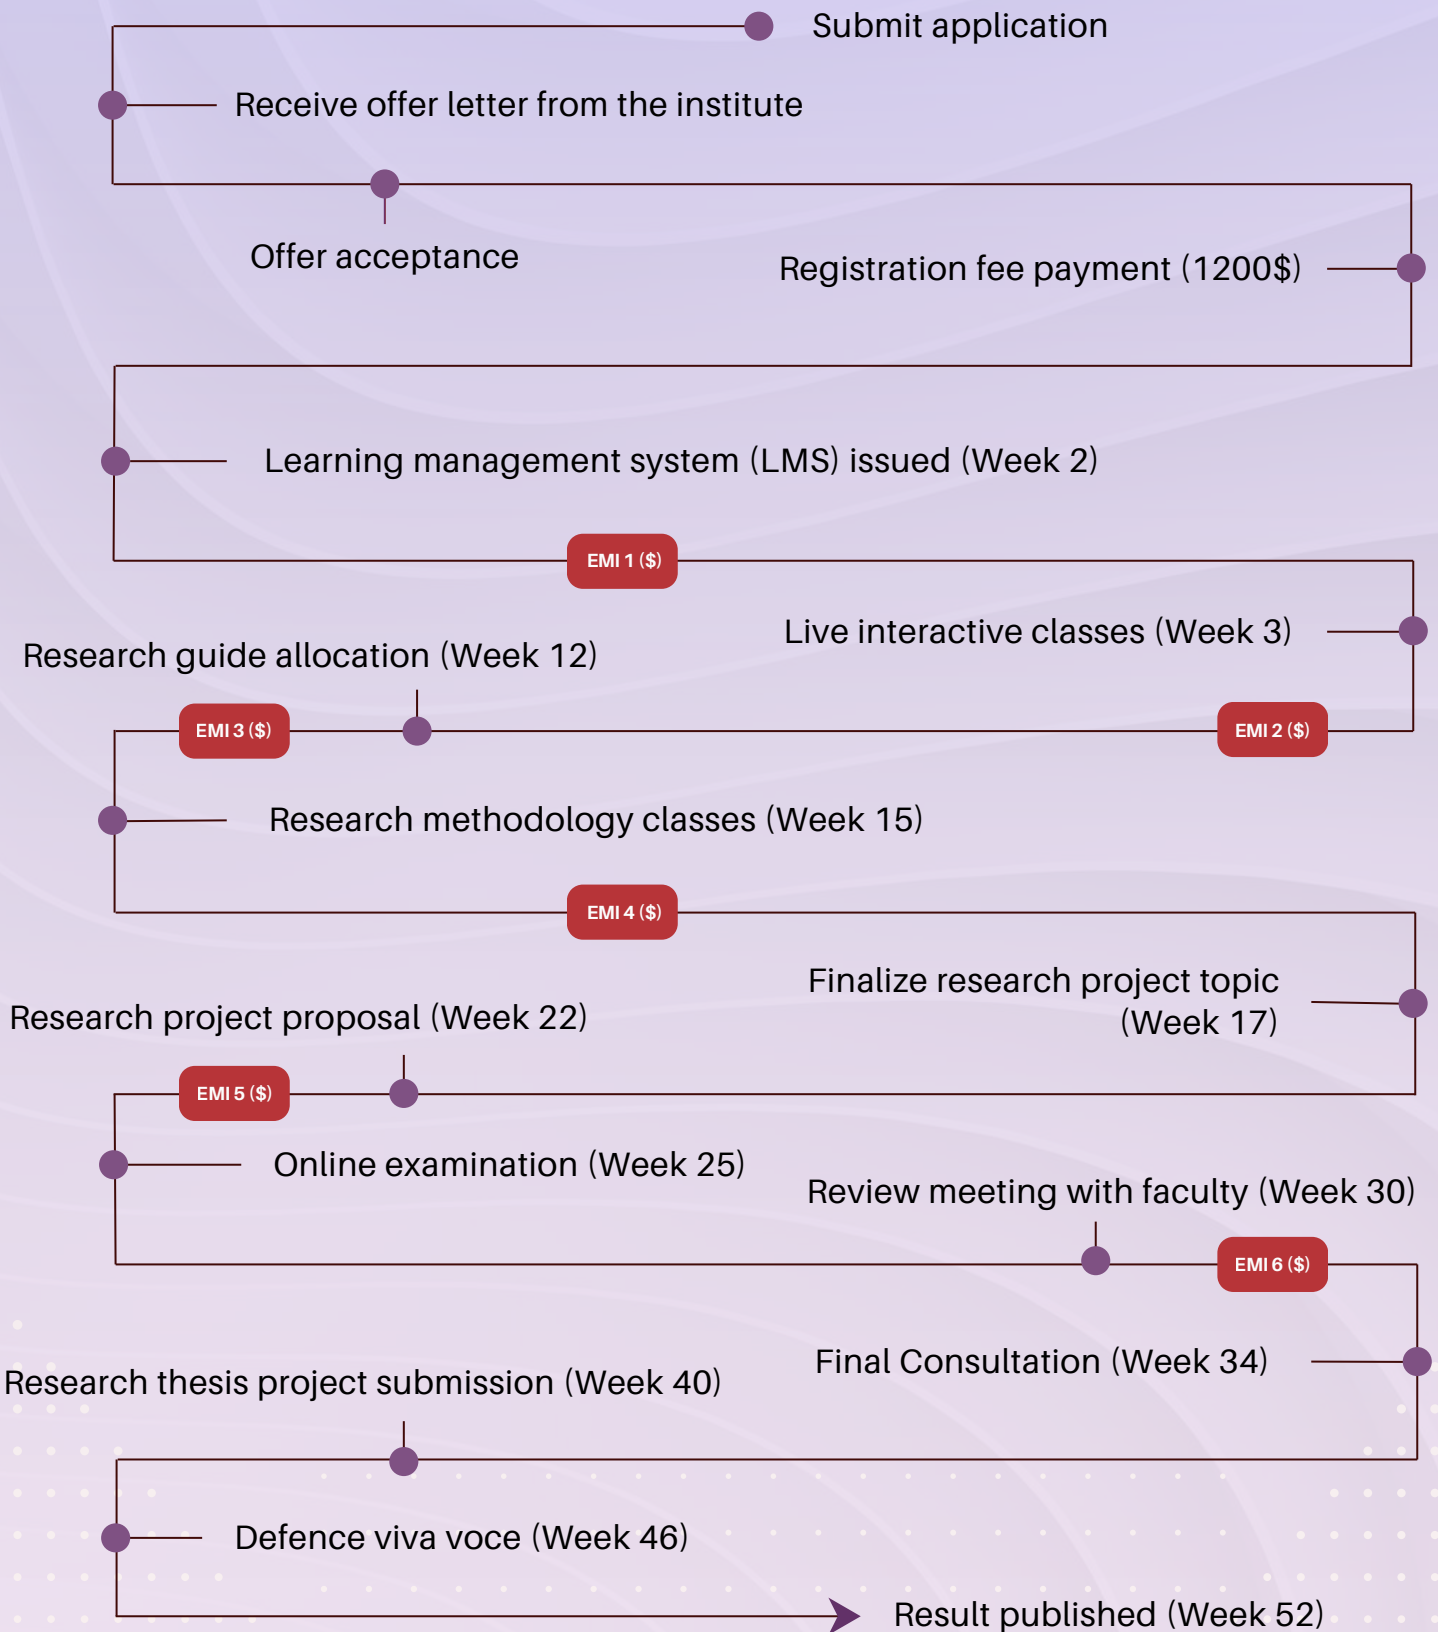 Submit application
Receive offer letter from the institute
Offer acceptance
Registration fee payment (1200$)
Learning management system (LMS) issued (Week 2)
EMI 1 ($)
Live interactive classes (Week 3)
EMI 2 ($)
Research guide allocation (Week 12)
EMI 3 ($)
Research methodology classes (Week 15)
EMI 4 ($)
Finalize research project topic
(Week 17)
Research project proposal (Week 22)
EMI 5 ($)
Online examination (Week 25)
Review meeting with faculty (Week 30)
EMI 6 ($)
Final Consultation (Week 34)
Research thesis project submission (Week 40)
Defence viva voce (Week 46)
Result published (Week 52)